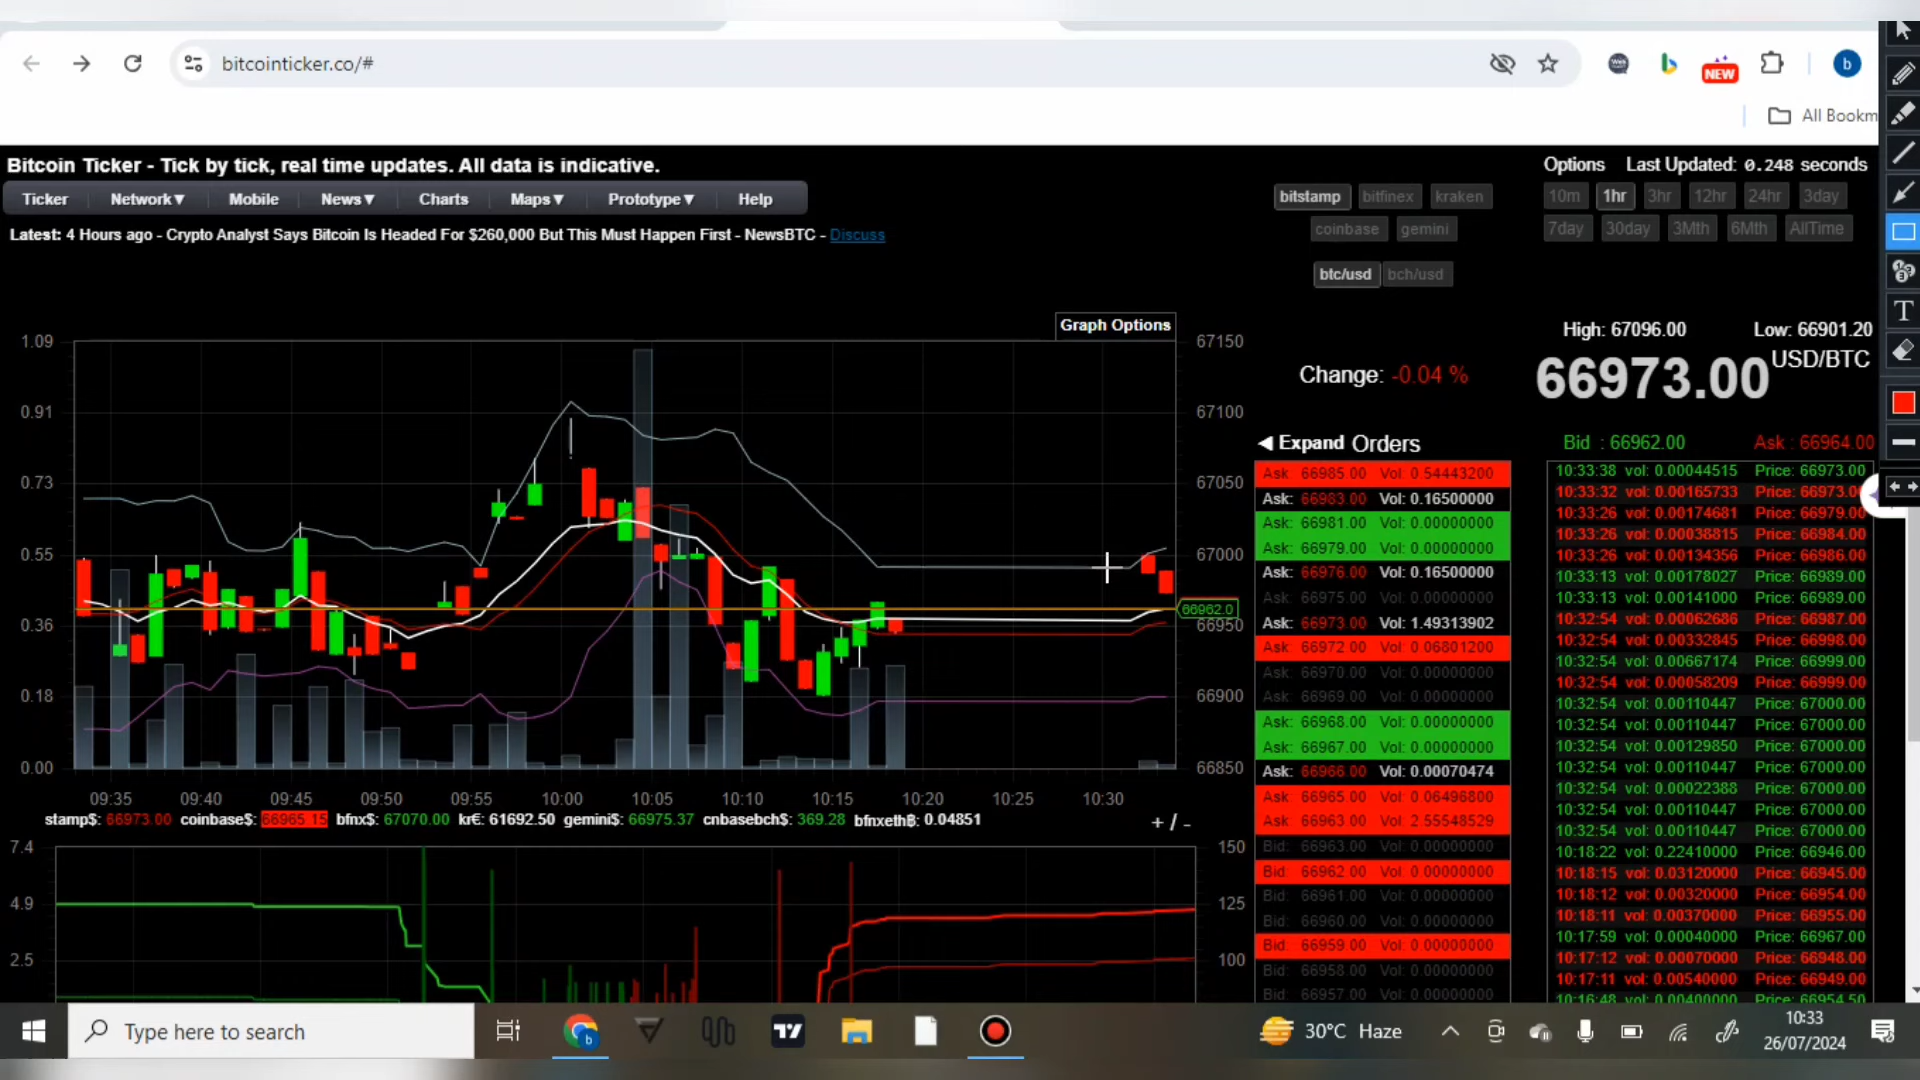 bitcointicker.co/#
NEW
b
All Bookm
Bitcoin Ticker - Tick by tick, real time updates. All data is indicative.
Options Last Updated: 0.248 seconds
Ticker Network▼ Mobile News▼ Charts Maps▼ Prototype▼ Help
bitstamp bitfinex kraken
10m 1hr 3hr 12hr 24hr 3day
coinbase gemini
7day 30day 3Mth 6Mth AllTime
Latest: 4 Hours ago - Crypto Analyst Says Bitcoin Is Headed For $260,000 But This Must Happen First - NewsBTC - Discuss
btc/usd bch/usd
Graph Options
High: 67096.00 Low: 66901.20
Change: -0.04 %
66973.00 USD/BTC
◀ Expand Orders
Bid : 66962.00 Ask : 66964.00
1.09
0.91
0.73
0.55
0.36
0.18
0.00
67150
67100
67050
67000
66962.0
66950
66900
66850
09:35 09:40 09:45 09:50 09:55 10:00 10:05 10:10 10:15 10:20 10:25 10:30
stamp$: 66973.00 coinbase$: 66965.15 bfnx$: 67070.00 kr€: 61692.50 gemini$: 66975.37 cnbasebch$: 369.28 bfnxeth฿: 0.04851
+ / -
7.4
4.9
2.5
150
125
100
Ask: 66985.00 Vol: 0.54443200
Ask: 66983.00 Vol: 0.16500000
Ask: 66981.00 Vol: 0.00000000
Ask: 66979.00 Vol: 0.00000000
Ask: 66976.00 Vol: 0.16500000
Ask: 66975.00 Vol: 0.00000000
Ask: 66973.00 Vol: 1.49313902
Ask: 66972.00 Vol: 0.06801200
Ask: 66970.00 Vol: 0.00000000
Ask: 66969.00 Vol: 0.00000000
Ask: 66968.00 Vol: 0.00000000
Ask: 66967.00 Vol: 0.00000000
Ask: 66966.00 Vol: 0.00070474
Ask: 66965.00 Vol: 0.06496800
Ask: 66963.00 Vol: 2.55548529
Bid: 66963.00 Vol: 0.00000000
Bid: 66962.00 Vol: 0.00000000
Bid: 66961.00 Vol: 0.00000000
Bid: 66960.00 Vol: 0.00000000
Bid: 66959.00 Vol: 0.00000000
Bid: 66958.00 Vol: 0.00000000
Bid: 66957.00 Vol: 0.00000000
10:33:38 vol: 0.00044515 Price: 66973.00
10:33:32 vol: 0.00165733 Price: 66973.0
10:33:26 vol: 0.00174681 Price: 66979.0
10:33:26 vol: 0.00038815 Price: 66984.00
10:33:26 vol: 0.00134356 Price: 66986.00
10:33:13 vol: 0.00178027 Price: 66989.00
10:33:13 vol: 0.00141000 Price: 66989.00
10:32:54 vol: 0.00062686 Price: 66987.00
10:32:54 vol: 0.00332845 Price: 66998.00
10:32:54 vol: 0.00667174 Price: 66999.00
10:32:54 vol: 0.00058209 Price: 66999.00
10:32:54 vol: 0.00110447 Price: 67000.00
10:32:54 vol: 0.00110447 Price: 67000.00
10:32:54 vol: 0.00129850 Price: 67000.00
10:32:54 vol: 0.00110447 Price: 67000.00
10:32:54 vol: 0.00022388 Price: 67000.00
10:32:54 vol: 0.00110447 Price: 67000.00
10:32:54 vol: 0.00110447 Price: 67000.00
10:18:22 vol: 0.22410000 Price: 66946.00
10:18:15 vol: 0.03120000 Price: 66945.00
10:18:12 vol: 0.00320000 Price: 66954.00
10:18:11 vol: 0.00370000 Price: 66955.00
10:17:59 vol: 0.00040000 Price: 66967.00
10:17:12 vol: 0.00070000 Price: 66948.00
10:17:11 vol: 0.00540000 Price: 66949.00
10:16:48 vol: 0.00400000 Price: 66954.50
Type here to search
30°C Haze
10:33
26/07/2024